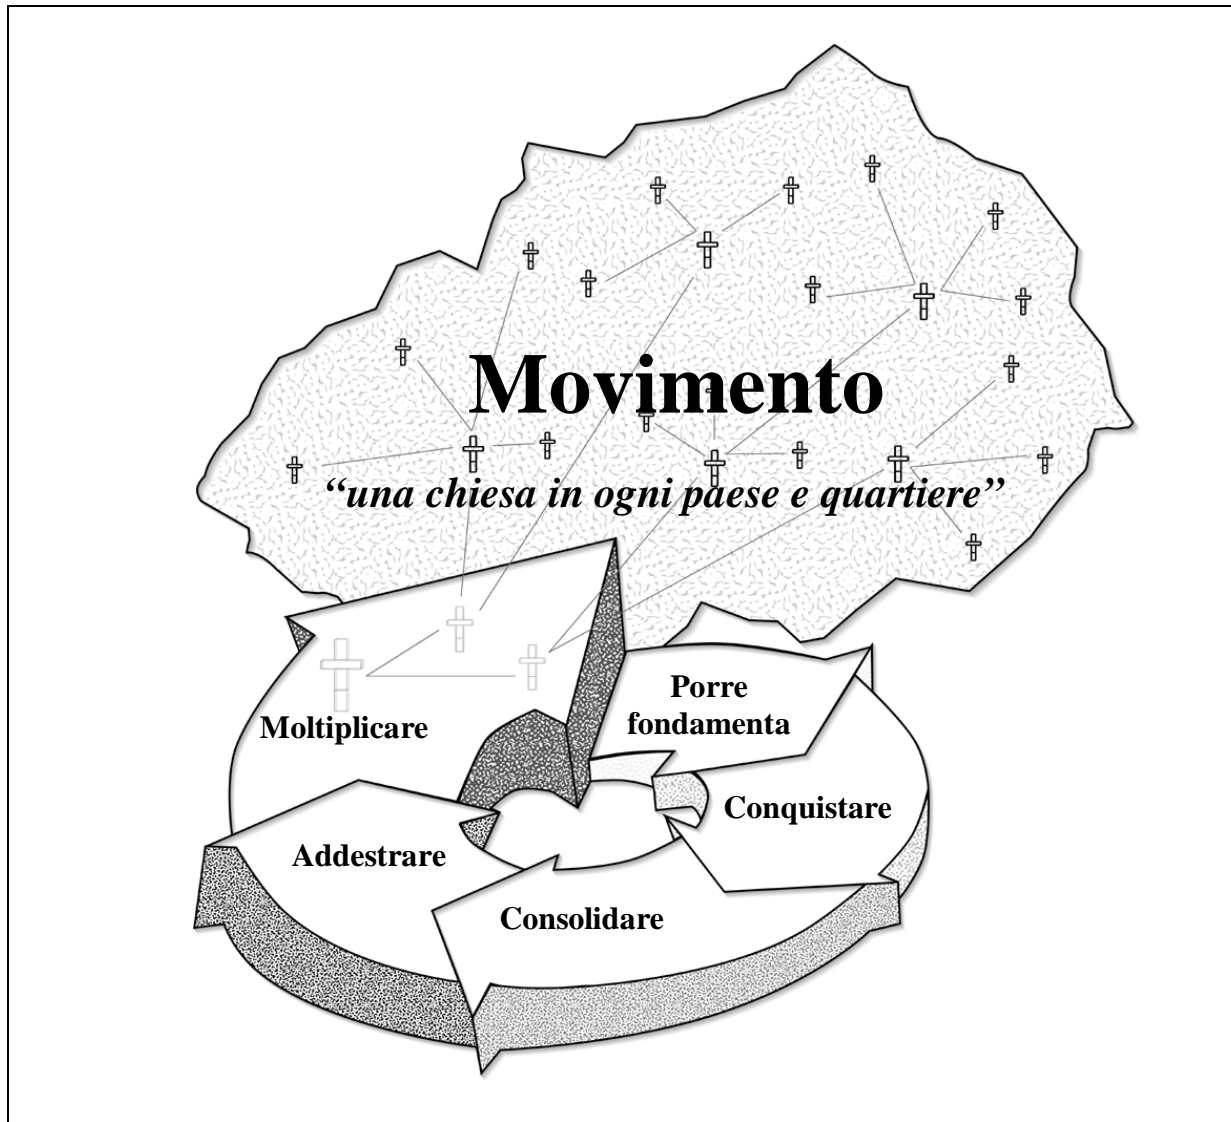 Movimento
“una chiesa in ogni paese e quartiere”
Porre
fondamenta
Moltiplicare
Conquistare
Addestrare
Consolidare